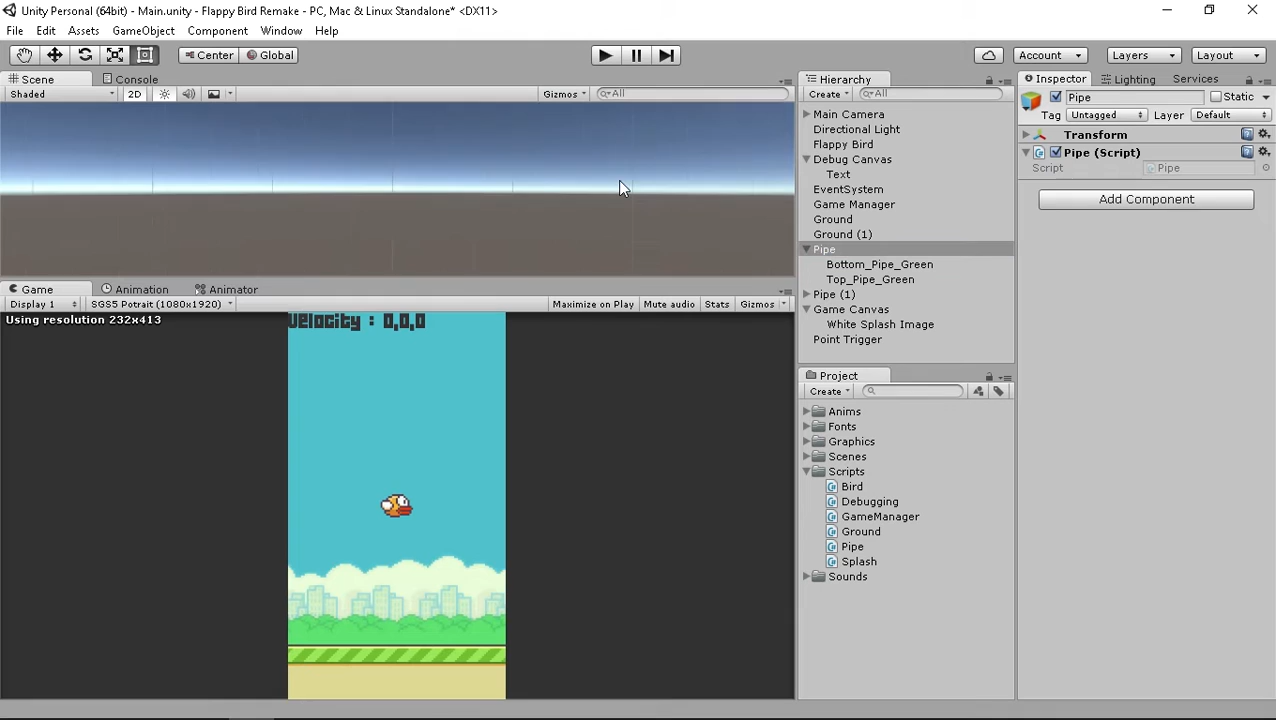 Unity Personal (64bit) - Main.unity - Flappy Bird Remake - PC, Mac & Linux Standalone* <DX11>
File Edit Assets GameObject Component Window Help
Center Global Account Layers Layout
Scene Console
Shaded 2D Gizmos All
Game Animation Animator
Display 1 SGS5 Potrait (1080x1920) Maximize on Play Mute audio Stats Gizmos
Using resolution 232x413
Velocity : 0,0,0
Hierarchy
Create All
Main Camera
Directional Light
Flappy Bird
Debug Canvas
Text
EventSystem
Game Manager
Ground
Ground (1)
Pipe
Bottom_Pipe_Green
Top_Pipe_Green
Pipe (1)
Game Canvas
White Splash Image
Point Trigger
Project
Create
Anims
Fonts
Graphics
Scenes
Scripts
Bird
Debugging
GameManager
Ground
Pipe
Splash
Sounds
Inspector Lighting Services
Pipe Static
Tag Untagged Layer Default
Transform
Pipe (Script)
Script Pipe
Add Component